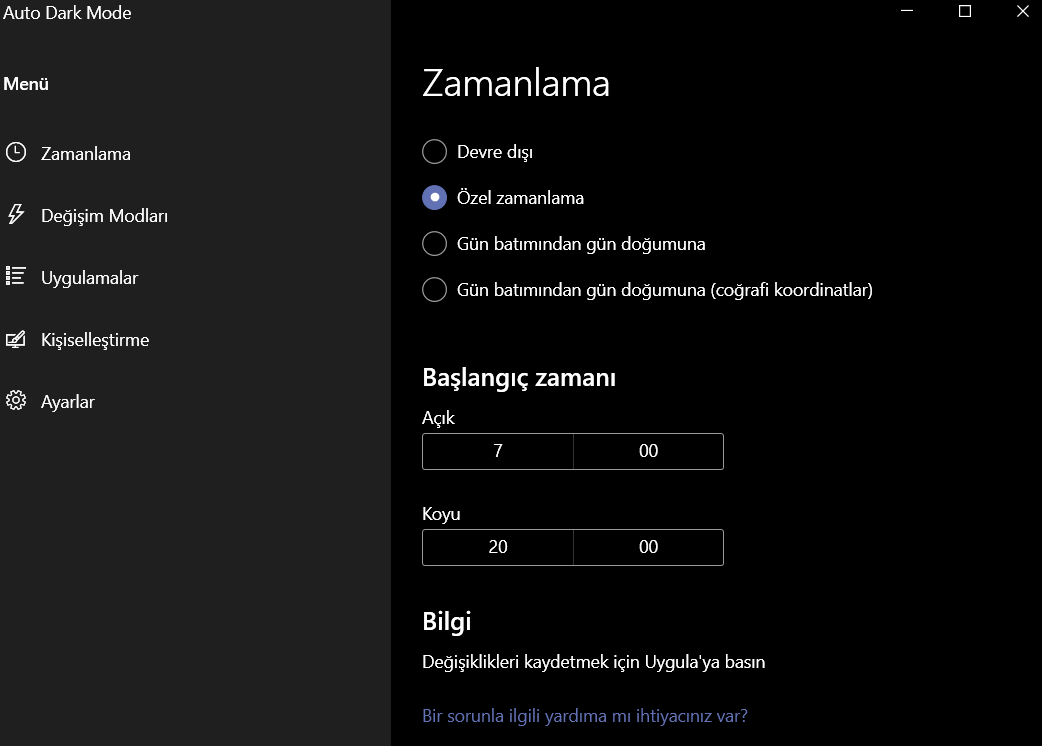 Auto Dark Mode
Menü
Zamanlama
Değişim Modları
Uygulamalar
Kişiselleştirme
Ayarlar
Zamanlama
Devre dışı
Özel zamanlama
Gün batımından gün doğumuna
Gün batımından gün doğumuna (coğrafi koordinatlar)
Başlangıç zamanı
Açık
7 00
Koyu
20 00
Bilgi
Değişiklikleri kaydetmek için Uygula'ya basın
Bir sorunla ilgili yardıma mı ihtiyacınız var?